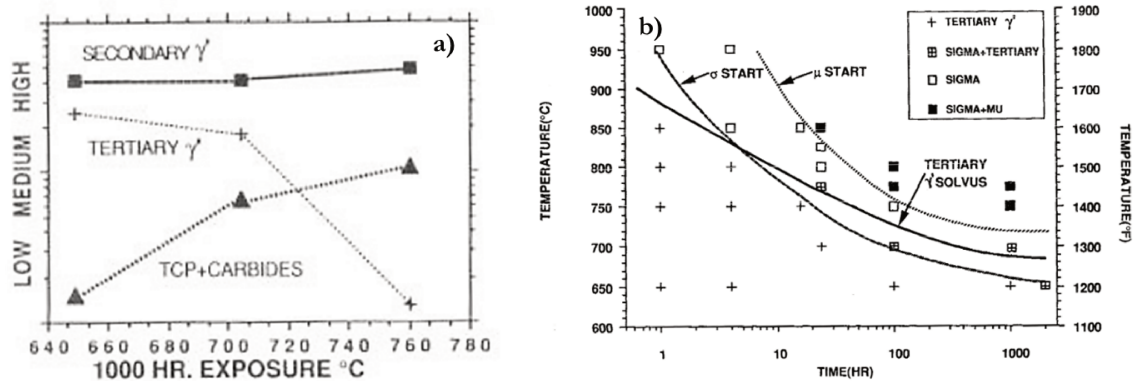 a)
SECONDARY γ'
TERTIARY γ'
TCP+CARBIDES
LOW MEDIUM HIGH
640 660 680 700 720 740 760 780
1000 HR. EXPOSURE °C
b)
1000
950
900
850
800
750
700
650
600
TEMPERATURE(°C)
σ START
μ START
TERTIARY
γ' SOLVUS
+ TERTIARY γ'
SIGMA+TERTIARY
SIGMA
SIGMA+MU
1900
1800
1700
1600
1500
1400
1300
1200
1100
TEMPERATURE(°F)
1 10 100 1000
TIME(HR)